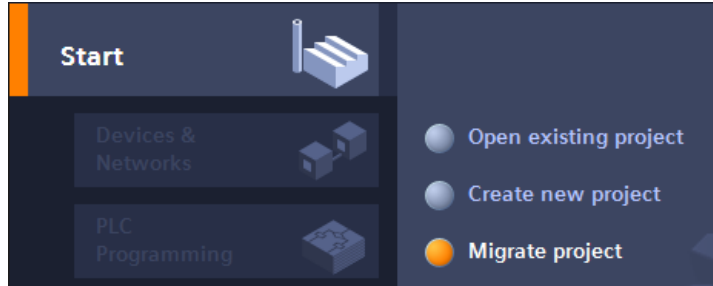 Start
Devices &
Networks
PLC
Programming
Open existing project
Create new project
Migrate project